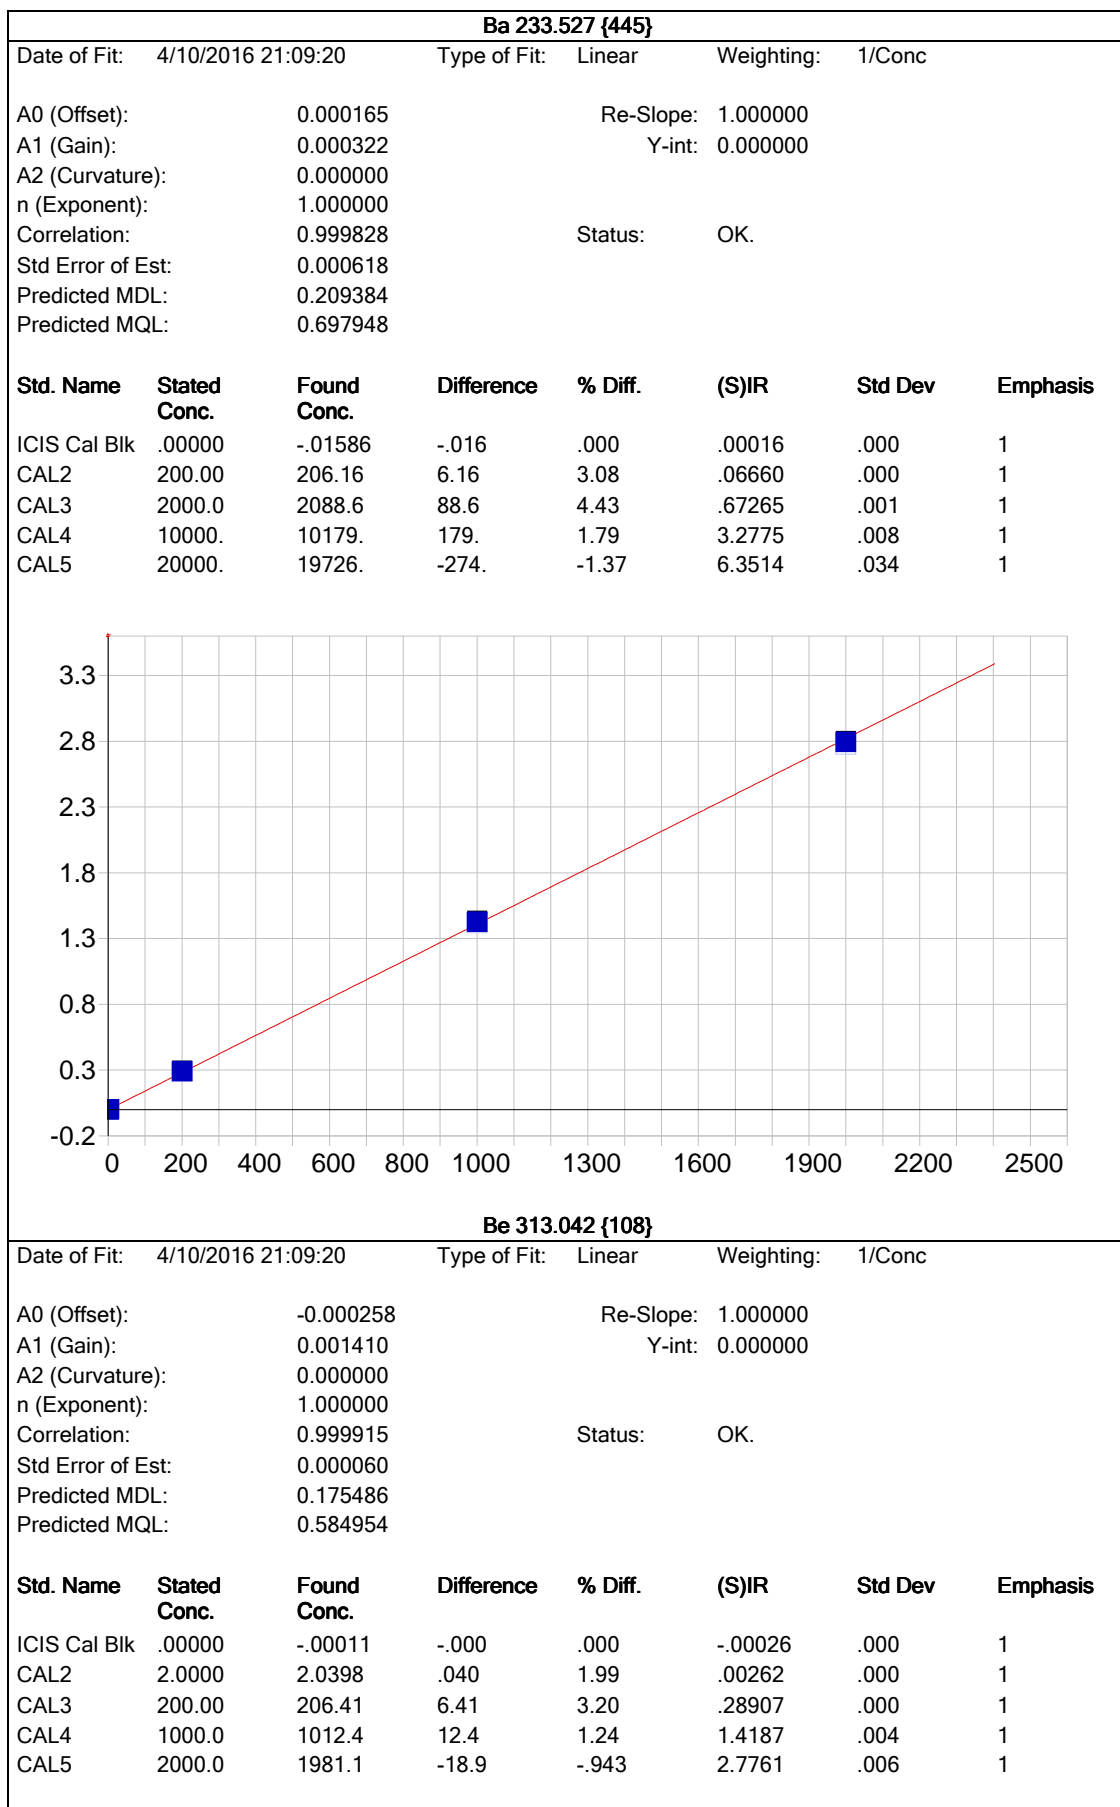 Ba 233.527 {445}
Date of Fit: 4/10/2016 21:09:20 Type of Fit: Linear Weighting: 1/Conc
A0 (Offset): 0.000165 Re-Slope: 1.000000
A1 (Gain): 0.000322 Y-int: 0.000000
A2 (Curvature): 0.000000
n (Exponent): 1.000000
Correlation: 0.999828 Status: OK.
Std Error of Est: 0.000618
Predicted MDL: 0.209384
Predicted MQL: 0.697948
Std. Name Stated Found Difference % Diff. (S)IR Std Dev Emphasis
Conc. Conc.
ICIS Cal Blk .00000 -.01586 -.016 .000 .00016 .000 1
CAL2 200.00 206.16 6.16 3.08 .06660 .000 1
CAL3 2000.0 2088.6 88.6 4.43 .67265 .001 1
CAL4 10000. 10179. 179. 1.79 3.2775 .008 1
CAL5 20000. 19726. -274. -1.37 6.3514 .034 1
3.3
2.8
2.3
1.8
1.3
0.8
0.3
-0.2
0 200 400 600 800 1000 1300 1600 1900 2200 2500
Be 313.042 {108}
Date of Fit: 4/10/2016 21:09:20 Type of Fit: Linear Weighting: 1/Conc
A0 (Offset): -0.000258 Re-Slope: 1.000000
A1 (Gain): 0.001410 Y-int: 0.000000
A2 (Curvature): 0.000000
n (Exponent): 1.000000
Correlation: 0.999915 Status: OK.
Std Error of Est: 0.000060
Predicted MDL: 0.175486
Predicted MQL: 0.584954
Std. Name Stated Found Difference % Diff. (S)IR Std Dev Emphasis
Conc. Conc.
ICIS Cal Blk .00000 -.00011 -.000 .000 -.00026 .000 1
CAL2 2.0000 2.0398 .040 1.99 .00262 .000 1
CAL3 200.00 206.41 6.41 3.20 .28907 .000 1
CAL4 1000.0 1012.4 12.4 1.24 1.4187 .004 1
CAL5 2000.0 1981.1 -18.9 -.943 2.7761 .006 1